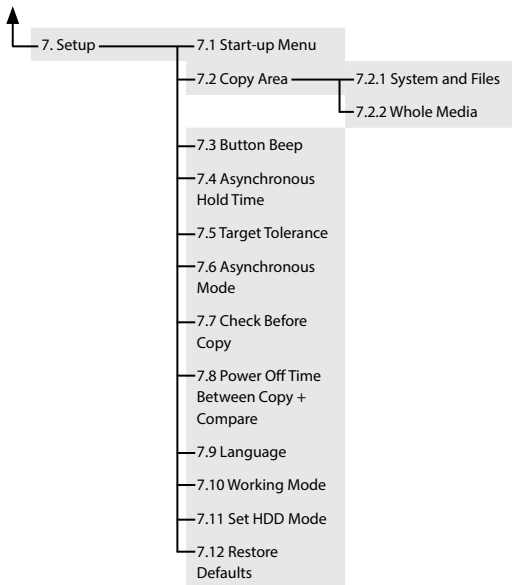 7. Setup
7.1 Start-up Menu
7.2 Copy Area
7.2.1 System and Files
7.2.2 Whole Media
7.3 Button Beep
7.4 Asynchronous
Hold Time
7.5 Target Tolerance
7.6 Asynchronous
Mode
7.7 Check Before
Copy
7.8 Power Off Time
Between Copy +
Compare
7.9 Language
7.10 Working Mode
7.11 Set HDD Mode
7.12 Restore
Defaults